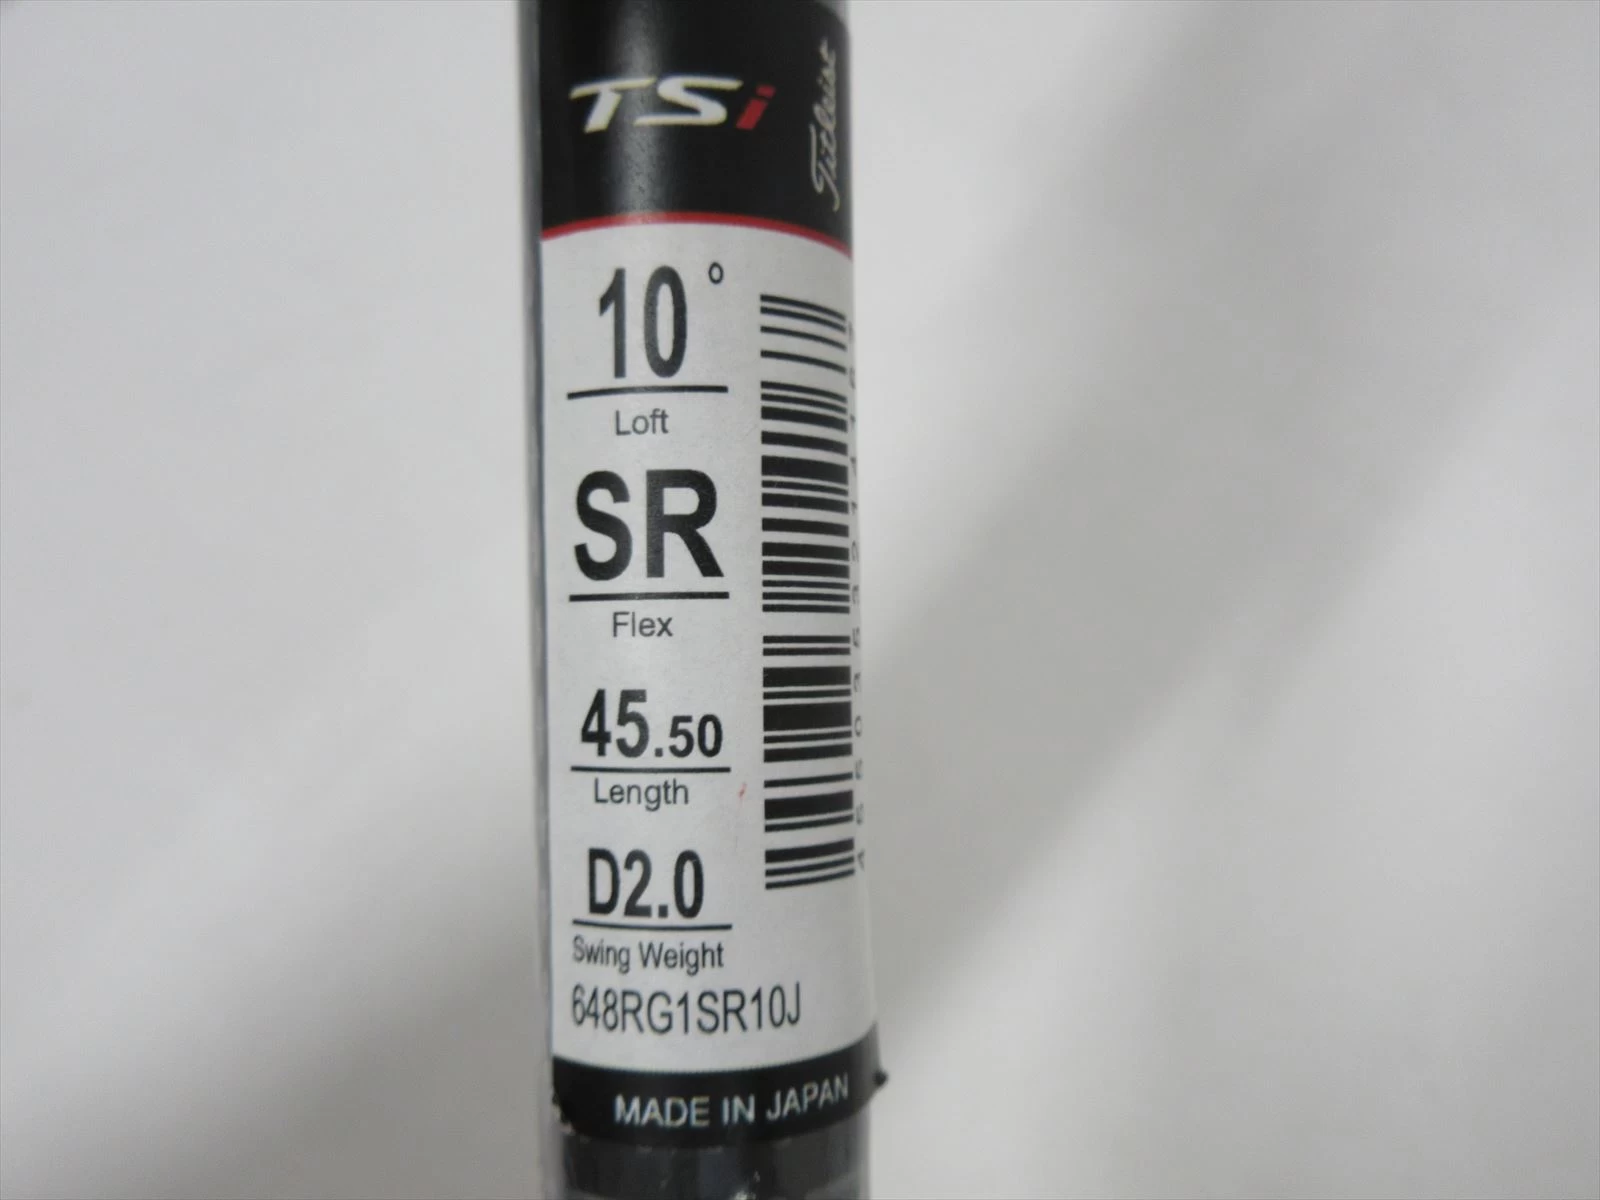 TSi
Titleist
10°
Loft
SR
Flex
45.50
Length
D2.0
Swing Weight
648RG1SR10J
MADE IN JAPAN